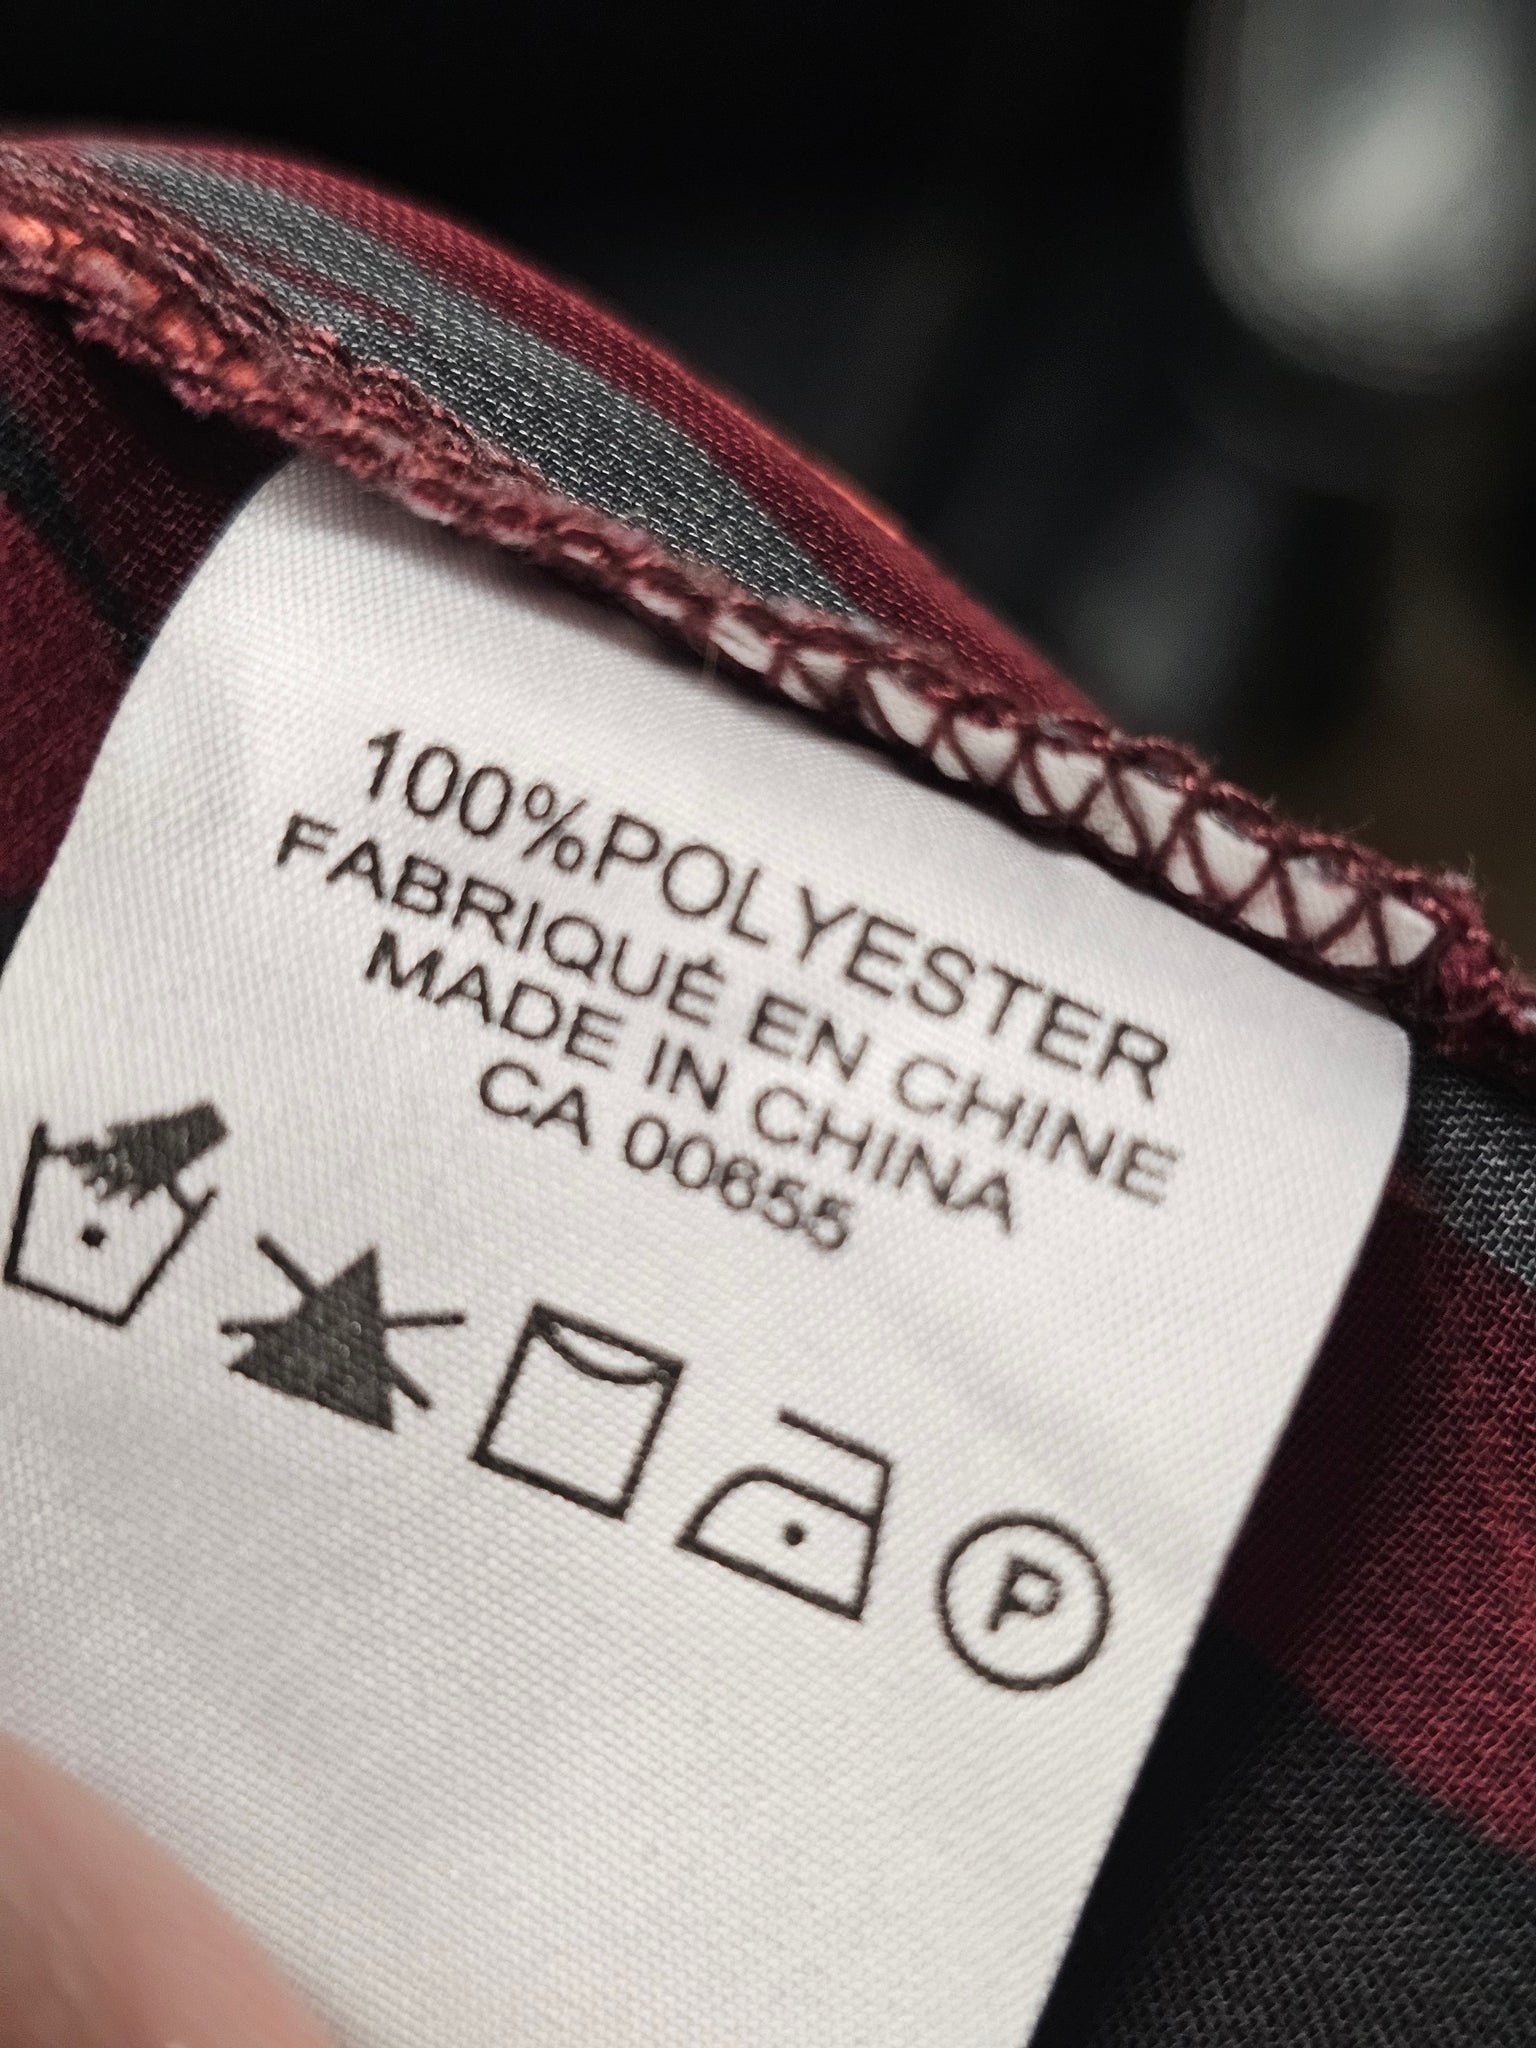 100%POLYESTER
FABRIQUÉ EN CHINE
MADE IN CHINA
CA 00655
P